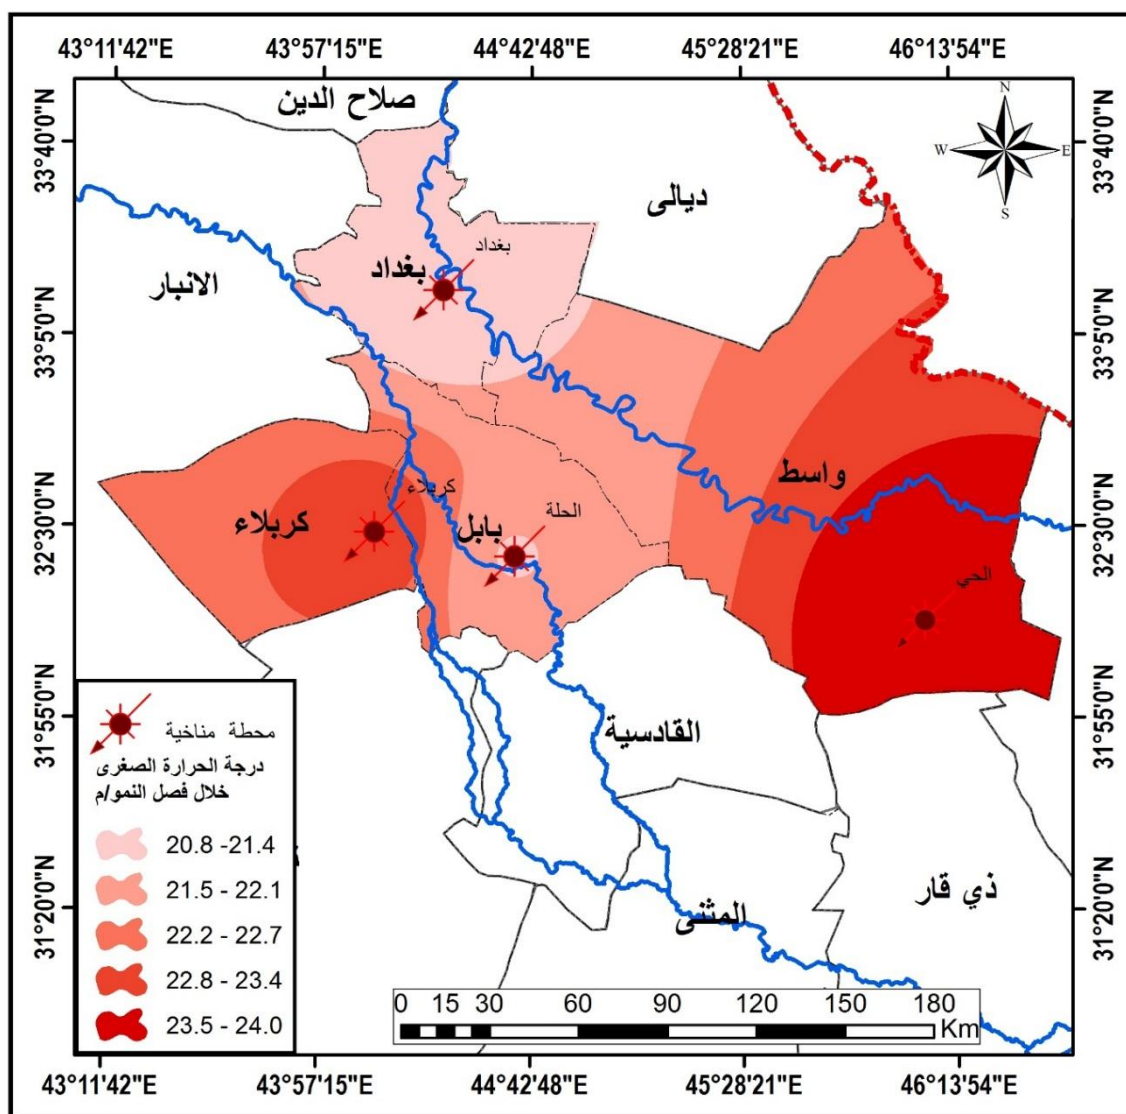 43°11'42"E 43°57'15"E 44°42'48"E 45°28'21"E 46°13'54"E
صلاح الدين
N
W E
S
33°40'0"N 33°40'0"N
ديالى
بغداد
بغداد
الانبار
33°5'0"N 33°5'0"N
واسط
كربلاء
كربلاء
الحلة
بابل
32°30'0"N 32°30'0"N
الحي
31°55'0"N 31°55'0"N
القادسية
محطة مناخية
درجة الحرارة الصغرى
خلال فصل النمو/م
20.8 -21.4
21.5 - 22.1
22.2 - 22.7
22.8 - 23.4
23.5 - 24.0
ذي قار
المثنى
31°20'0"N 31°20'0"N
0 15 30 60 90 120 150 180
Km
43°11'42"E 43°57'15"E 44°42'48"E 45°28'21"E 46°13'54"E